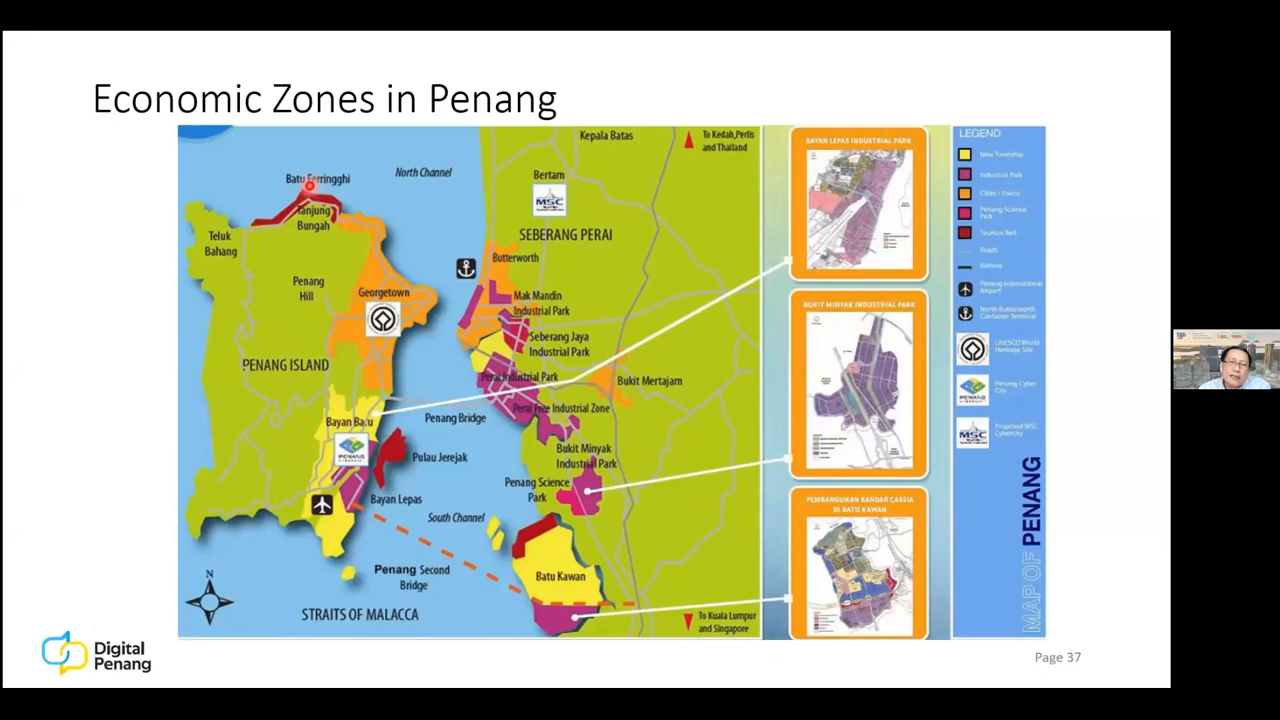 Economic Zones in Penang
Kepala Batas
To Kedah,Perlis
and Thailand
North Channel
Batu Ferringghi
Tanjung
Bungah
Teluk
Bahang
Bertam
MSC
SEBERANG PERAI
Butterworth
Penang
Hill
Georgetown
Mak Mandin
Industrial Park
Seberang Jaya
Industrial Park
PENANG ISLAND
Perai Industrial Park
Bukit Mertajam
Perai Free Industrial Zone
Penang Bridge
Bayan Baru
PENANG
Pulau Jerejak
Bukit Minyak
Industrial Park
Penang Science
Park
Bayan Lepas
South Channel
Penang Second
Bridge
Batu Kawan
N
STRAITS OF MALACCA
To Kuala Lumpur
and Singapore
BAYAN LEPAS INDUSTRIAL PARK
BUKIT MINYAK INDUSTRIAL PARK
PEMBANGUNAN BANDAR CASSIA
DI BATU KAWAN
LEGEND
New Township
Industrial Park
Cities / Towns
Penang Science
Park
Tourism Belt
Roads
Railway
Penang International
Airport
North Butterworth
Container Terminal
UNESCO World
Heritage Site
PENANG
Penang Cyber
City
MSC
Proposed MSC
Cybercity
MAP OF PENANG
Digital
Penang
Page 37